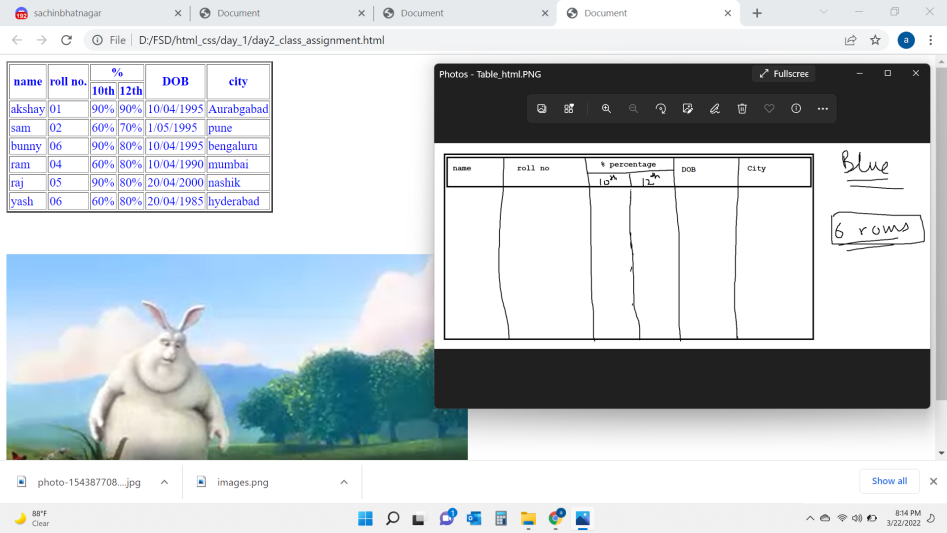 192
sachinbhatnagar
Document
Document
Document
File D:/FSD/html_css/day_1/day2_class_assignment.html
a
name roll no. % DOB city
10th 12th
akshay 01 90% 90% 10/04/1995 Aurabgabad
sam 02 60% 70% 1/05/1995 pune
bunny 06 90% 80% 10/04/1995 bengaluru
ram 04 60% 80% 10/04/1990 mumbai
raj 05 90% 80% 20/04/2000 nashik
yash 06 60% 80% 20/04/1985 hyderabad
Photos - Table_html.PNG
Fullscree
name roll no % percentage DOB City
10th 12th
Blue
6 rows
photo-154387708....jpg
images.png
Show all
88°F
Clear
1
a
8:14 PM
3/22/2022